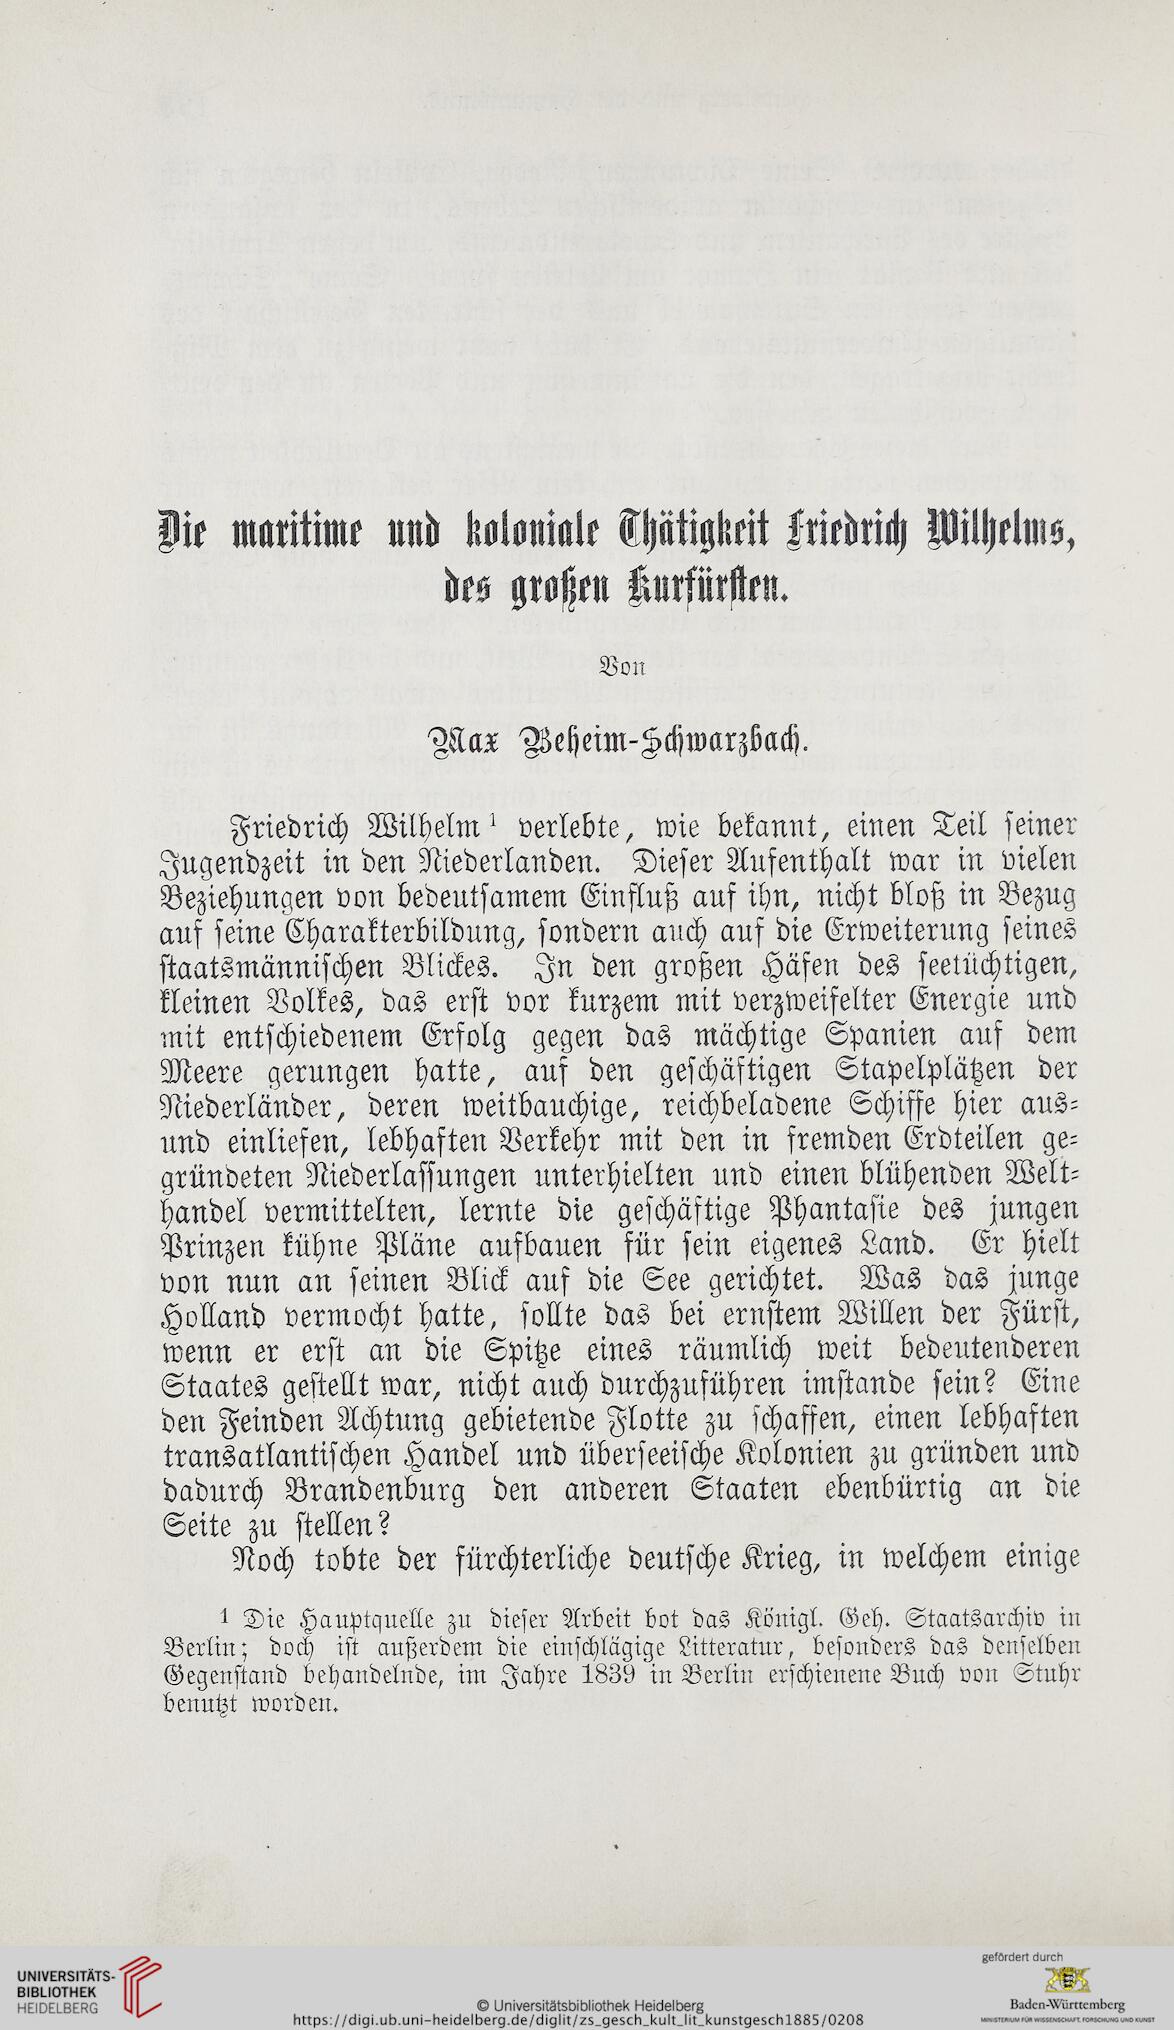 Die maritime und koloniale Thätigkeit Friedrich Wilhelms,
des großen Kurfürsten.
Von
Max Beheim-Schwarzbach.
Friedrich Wilhelm¹ verlebte, wie bekannt, einen Teil seiner
Jugendzeit in den Niederlanden. Dieser Aufenthalt war in vielen
Beziehungen von bedeutsamem Einfluß auf ihn, nicht bloß in Bezug
auf seine Charakterbildung, sondern auch auf die Erweiterung seines
staatsmännischen Blickes. In den großen Häfen des seetüchtigen,
kleinen Volkes, das erst vor kurzem mit verzweifelter Energie und
mit entschiedenem Erfolg gegen das mächtige Spanien auf dem
Meere gerungen hatte, auf den geschäftigen Stapelplätzen der
Niederländer, deren weitbauchige, reichbeladene Schiffe hier aus-
und einliefen, lebhaften Verkehr mit den in fremden Erdteilen ge-
gründeten Niederlassungen unterhielten und einen blühenden Welt-
handel vermittelten, lernte die geschäftige Phantasie des jungen
Prinzen kühne Pläne aufbauen für sein eigenes Land. Er hielt
von nun an seinen Blick auf die See gerichtet. Was das junge
Holland vermocht hatte, sollte das bei ernstem Willen der Fürst,
wenn er erst an die Spitze eines räumlich weit bedeutenderen
Staates gestellt war, nicht auch durchzuführen imstande sein? Eine
den Feinden Achtung gebietende Flotte zu schaffen, einen lebhaften
transatlantischen Handel und überseeische Kolonien zu gründen und
dadurch Brandenburg den anderen Staaten ebenbürtig an die
Seite zu stellen?
Noch tobte der fürchterliche deutsche Krieg, in welchem einige
¹ Die Hauptquelle zu dieser Arbeit bot das Königl. Geh. Staatsarchiv in
Berlin; doch ist außerdem die einschlägige Litteratur, besonders das denselben
Gegenstand behandelnde, im Jahre 1839 in Berlin erschienene Buch von Stuhr
benutzt worden.
UNIVERSITÄTS-
BIBLIOTHEK
HEIDELBERG
© Universitätsbibliothek Heidelberg
https://digi.ub.uni-heidelberg.de/diglit/zs_gesch_kult_lit_kunstgesch1885/0208
gefördert durch
Baden-Württemberg
MINISTERIUM FÜR WISSENSCHAFT, FORSCHUNG UND KUNST